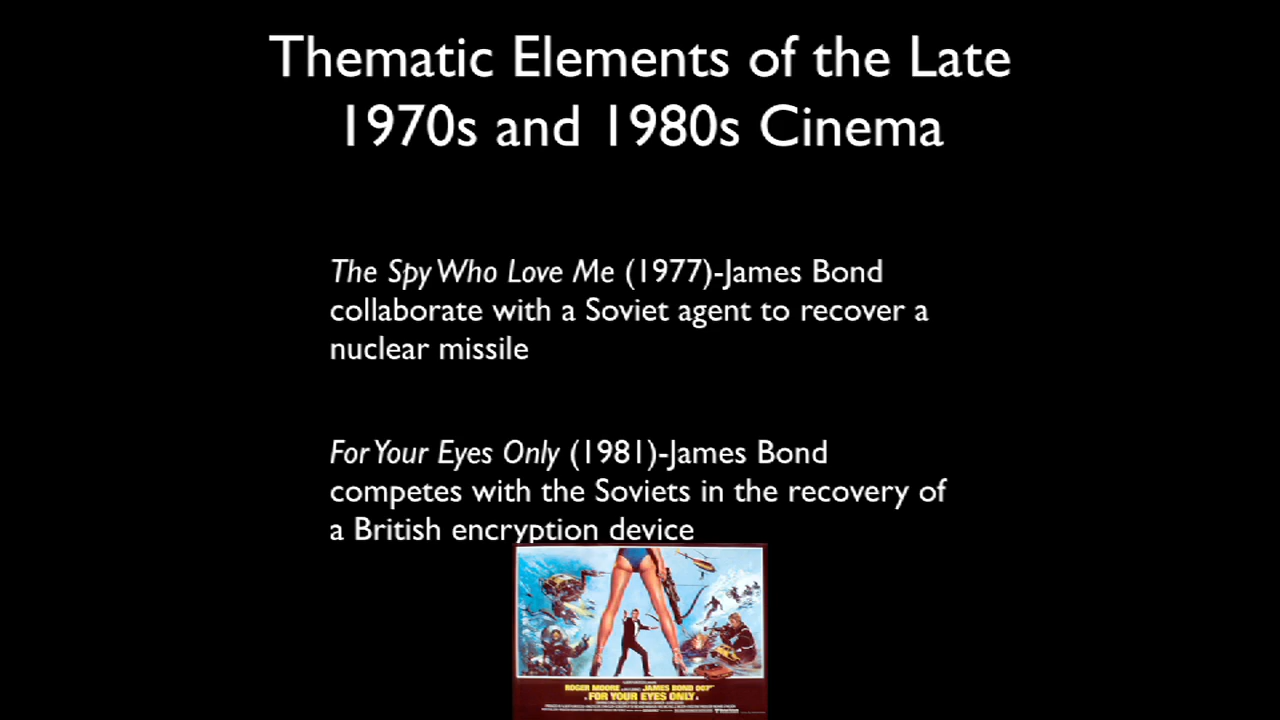 Thematic Elements of the Late
1970s and 1980s Cinema
The Spy Who Love Me (1977)-James Bond
collaborate with a Soviet agent to recover a
nuclear missile
For Your Eyes Only (1981)-James Bond
competes with the Soviets in the recovery of
a British encryption device
ROGER MOORE JAMES BOND 007
FOR YOUR EYES ONLY